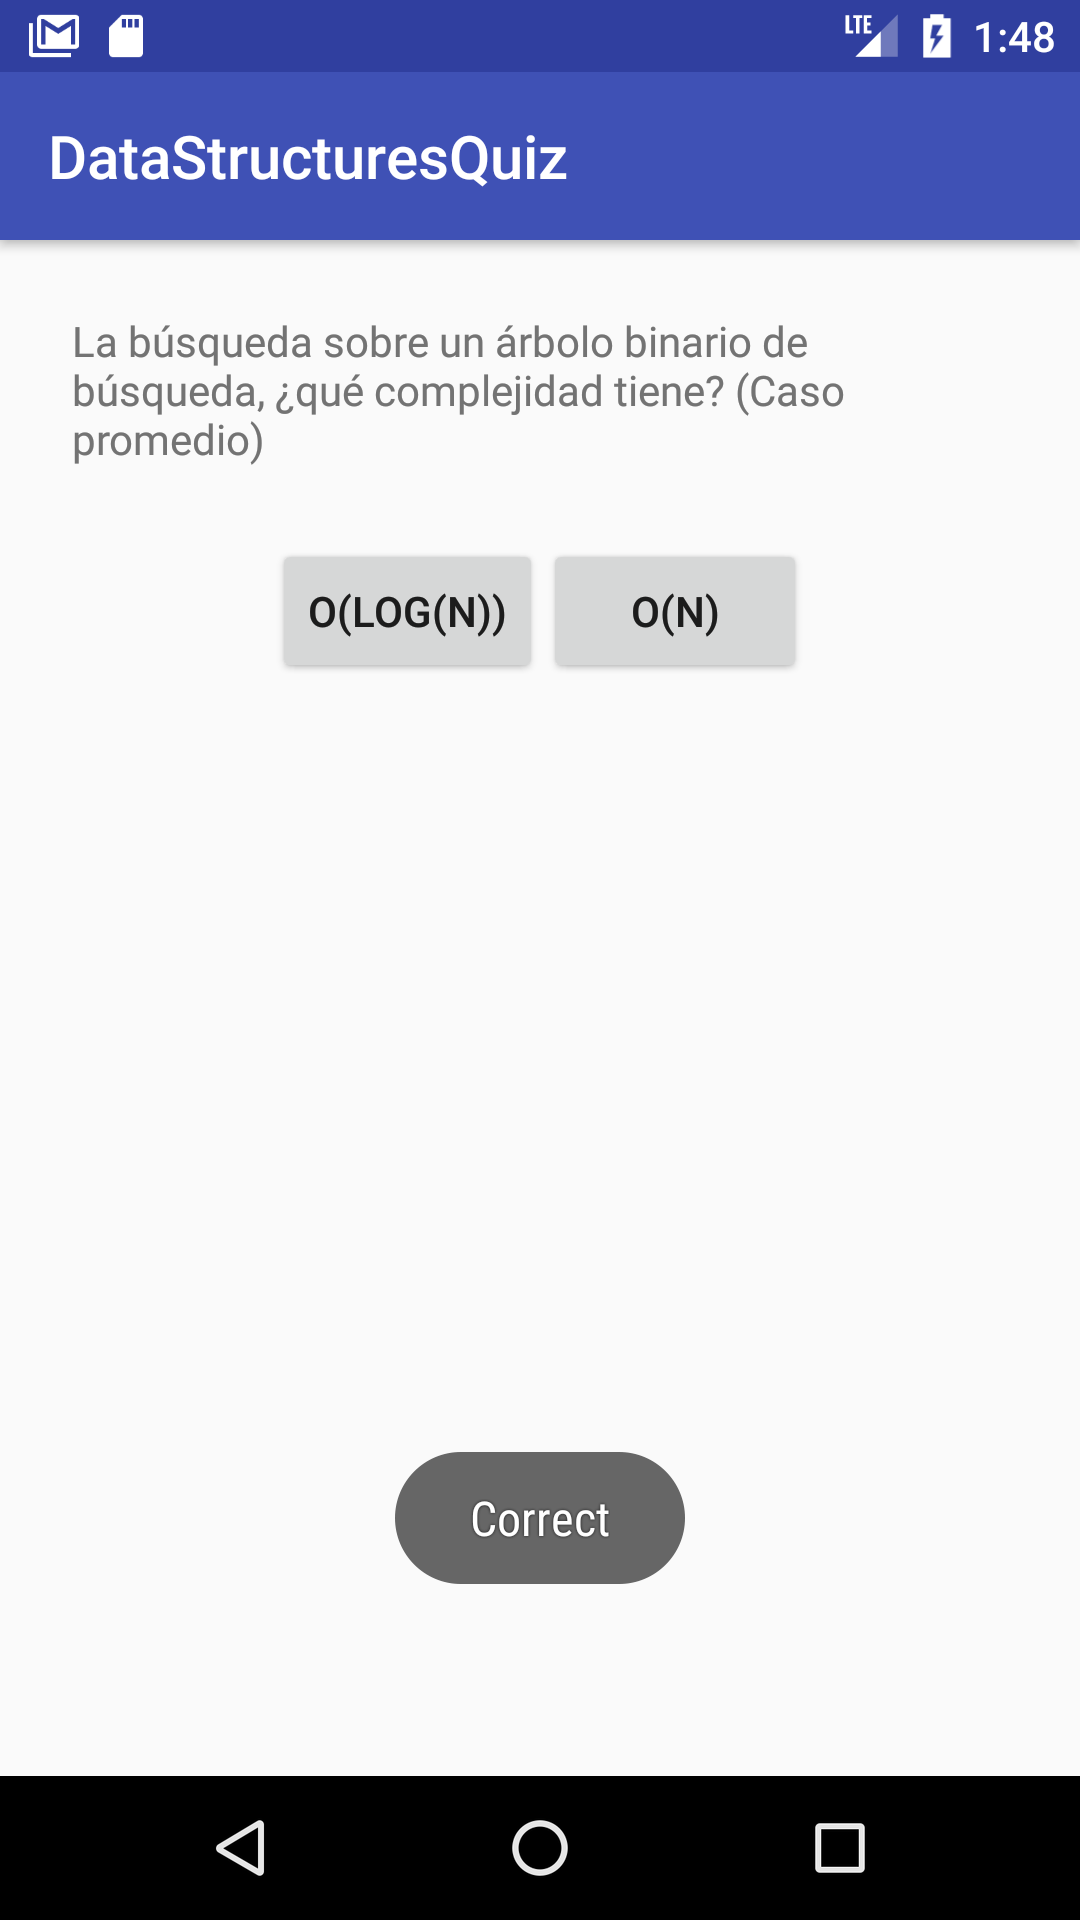 LTE 1:48
DataStructuresQuiz
La búsqueda sobre un árbolo binario de
búsqueda, ¿qué complejidad tiene? (Caso
promedio)
O(LOG(N)) O(N)
Correct